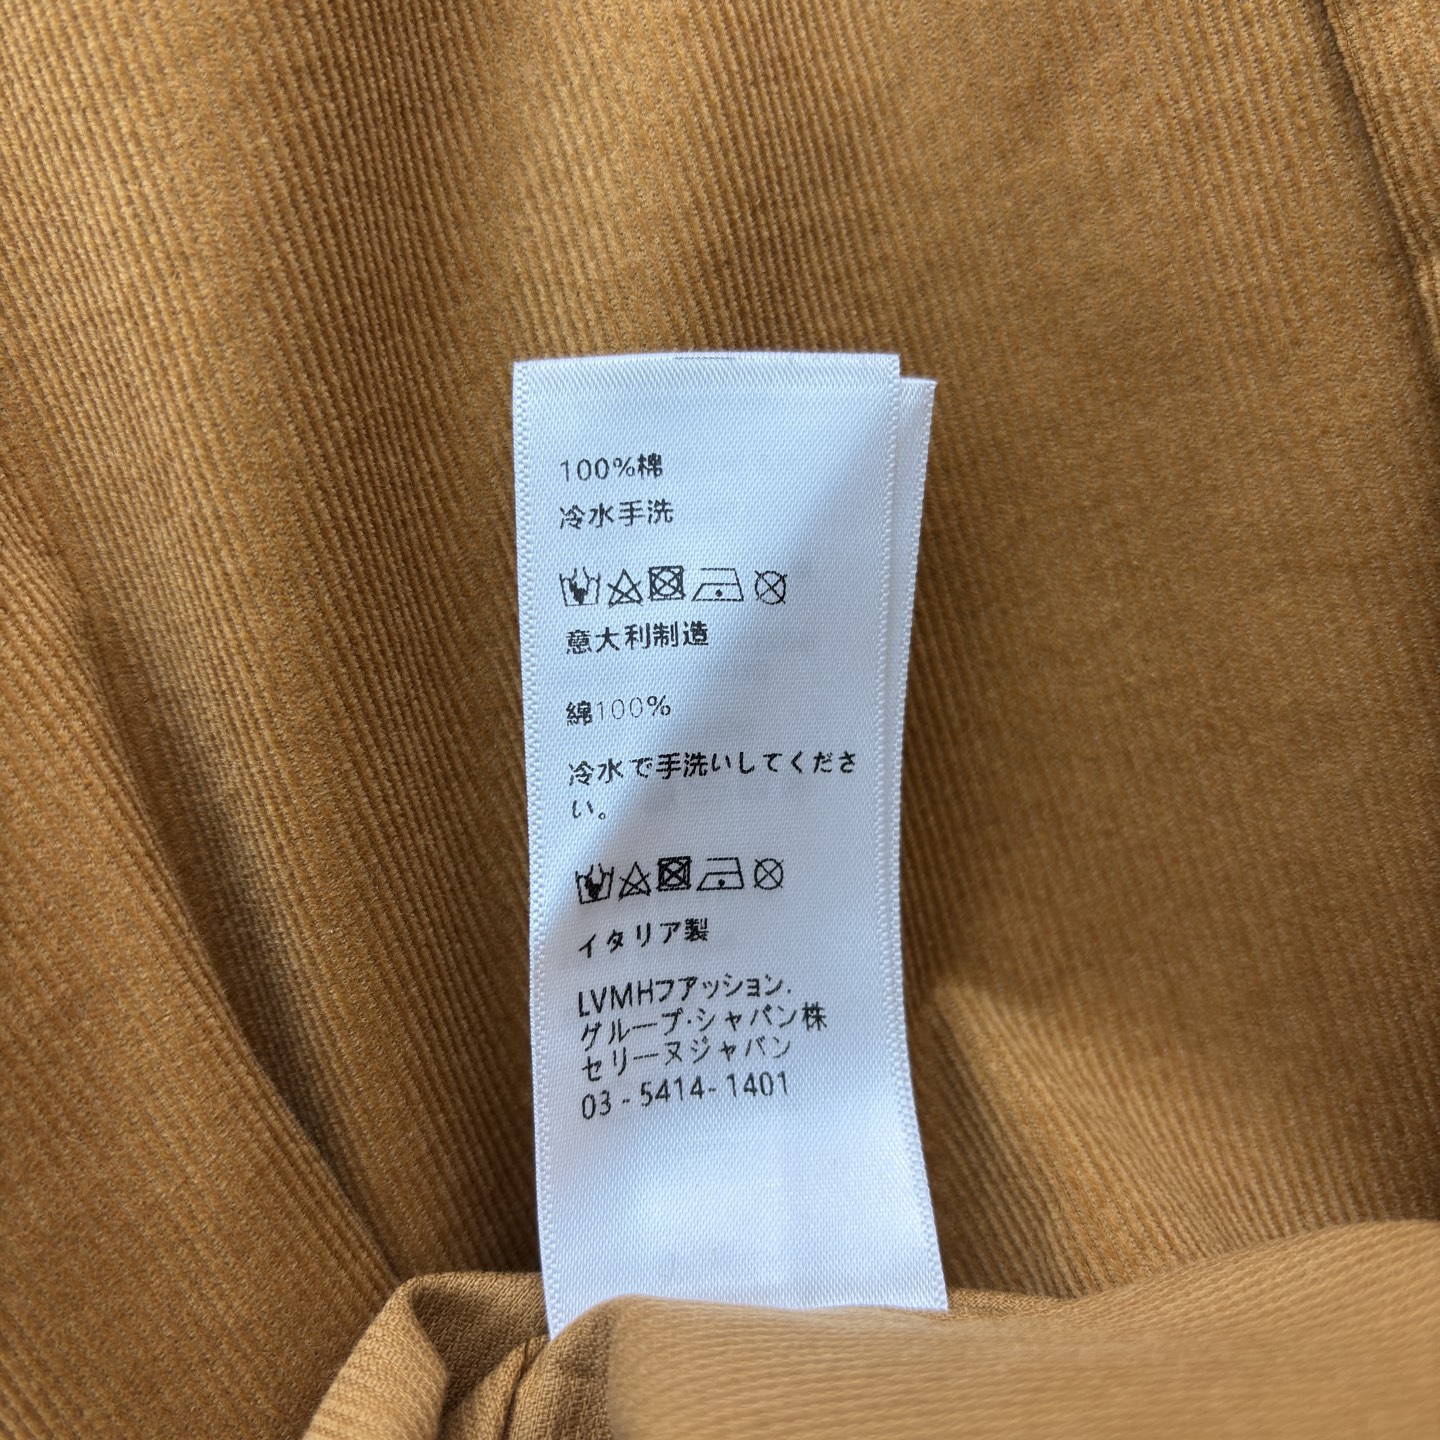 100%棉
冷水手洗
意大利制造
綿100%
冷水で手洗いしてくださ
い。
イタリア製
LVMHファッション.
グループ·ジャパン株
セリーヌジャパン
03-5414-1401